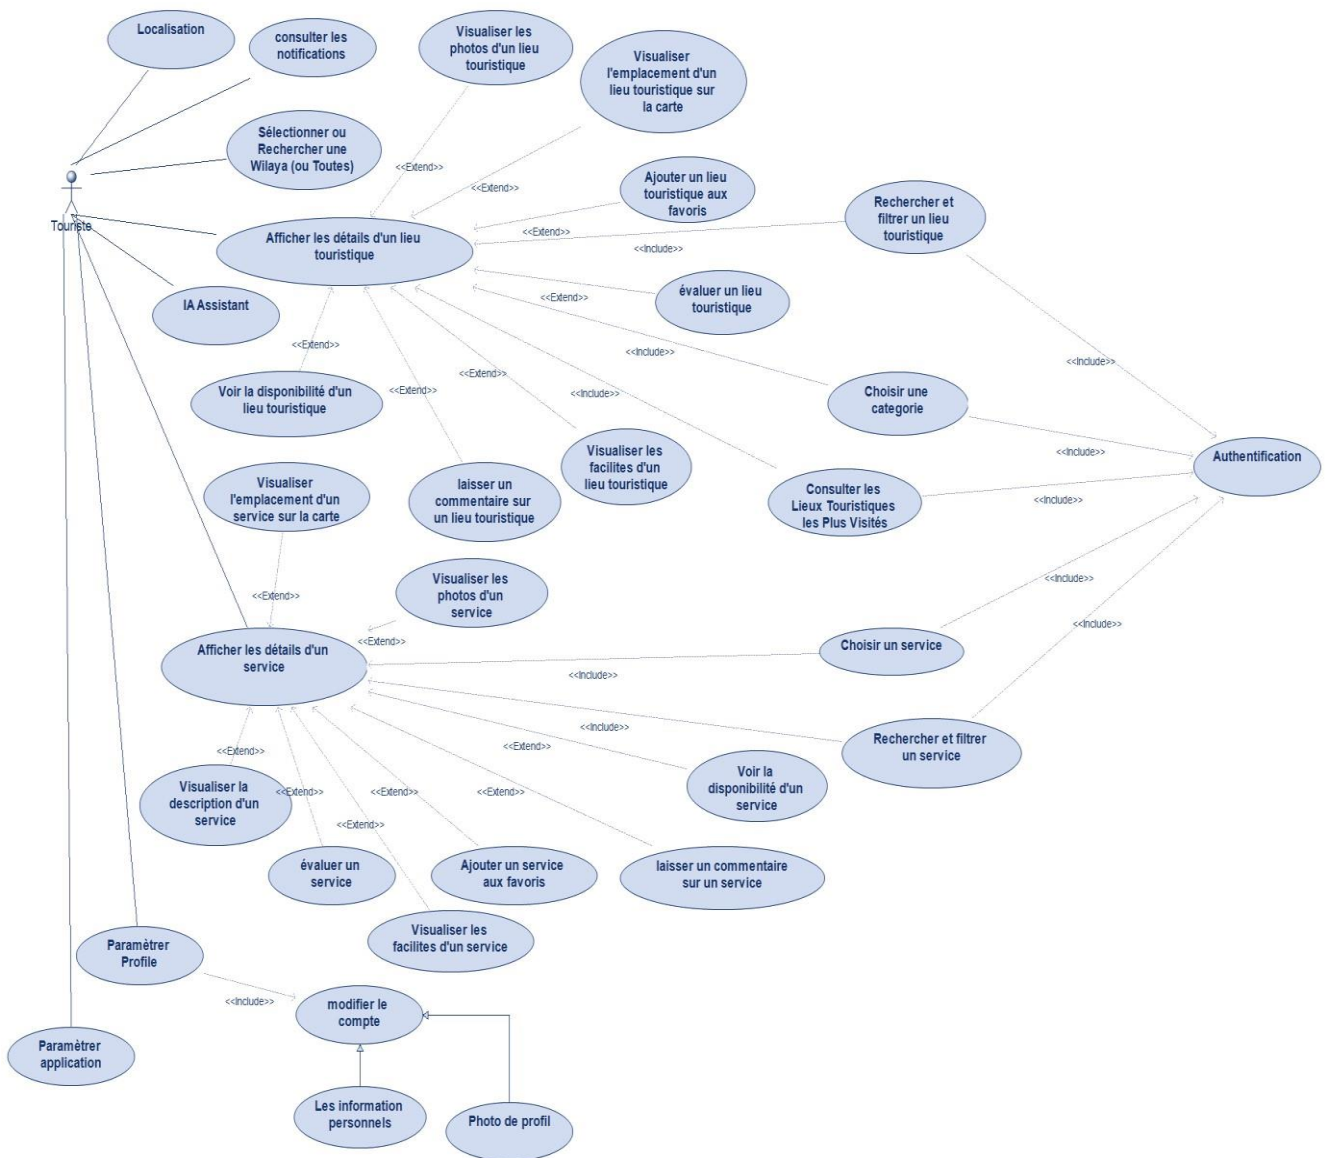 Localisation
consulter les
notifications
Visualiser les
photos d'un lieu
touristique
Visualiser
l'emplacement d'un
lieu touristique sur
la carte
Sélectionner ou
Rechercher une
Wilaya (ou Toutes)
<<Extend>>
<<Extend>>
Ajouter un lieu
touristique aux
favoris
Rechercher et
filtrer un lieu
touristique
Touriste
Afficher les détails d'un lieu
touristique
<<Extend>>
<<Include>>
IA Assistant
évaluer un lieu
touristique
<<Extend>>
<<Extend>>
<<Include>>
<<Include>>
<<Extend>>
<<Extend>>
<<Include>>
Voir la disponibilité d'un
lieu touristique
Choisir une
categorie
<<Include>>
Authentification
Visualiser
l'emplacement d'un
service sur la carte
laisser un
commentaire sur
un lieu touristique
Visualiser les
facilites d'un
lieu touristique
Consulter les
Lieux Touristiques
les Plus Visités
<<Include>>
Visualiser les
photos d'un
service
<<Extend>>
<<Include>>
<<Extend>>
<<Include>>
Afficher les détails d'un
service
Choisir un service
<<Include>>
<<Include>>
Rechercher et filtrer
un service
<<Extend>>
<<Extend>>
Visualiser la
description d'un
service
<<Extend>>
<<Extend>>
<<Extend>>
Voir la
disponibilité d'un
service
<<Extend>>
évaluer un
service
Ajouter un service
aux favoris
laisser un commentaire
sur un service
Visualiser les
facilites d'un service
Paramètrer
Profile
<<Include>>
modifier le
compte
Paramètrer
application
Les information
personnels
Photo de profil